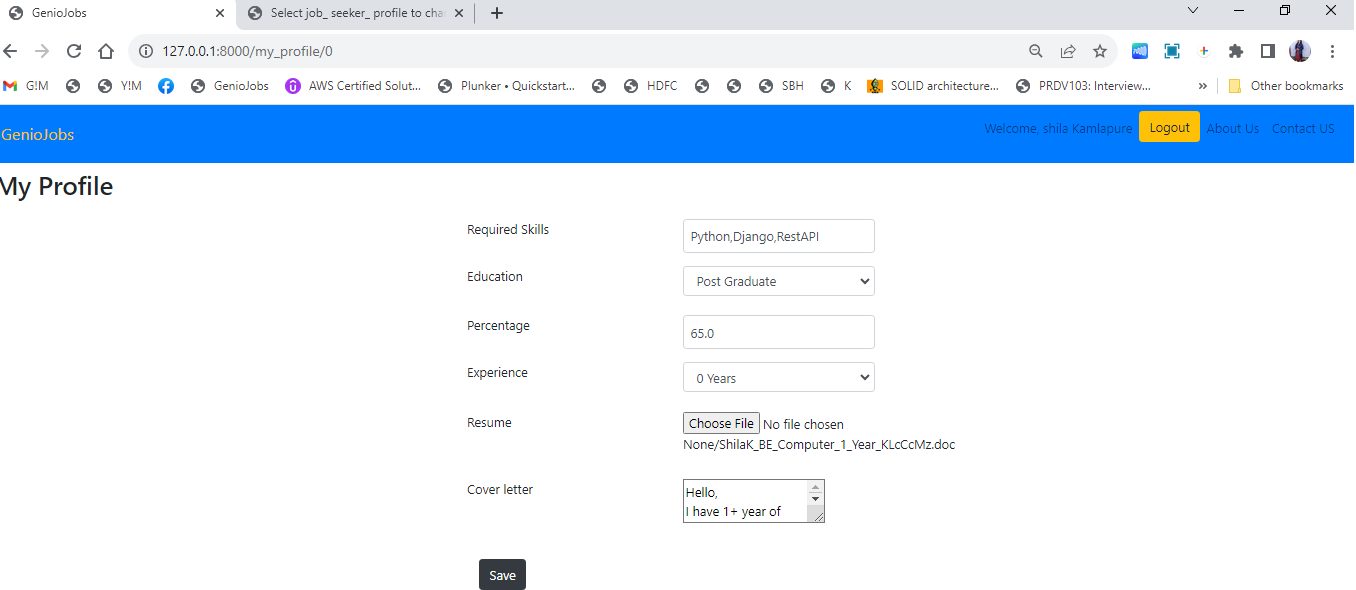 GenioJobs
Select job_ seeker_ profile to cha
127.0.0.1:8000/my_profile/0
G!M Y!M GenioJobs AWS Certified Solut... Plunker • Quickstart... HDFC SBH K SOLID architecture... PRDV103: Interview... » Other bookmarks
GenioJobs Welcome, shila Kamlapure Logout About Us Contact US
My Profile
Required Skills Python,Django,RestAPI
Education Post Graduate
Percentage 65.0
Experience 0 Years
Resume Choose File No file chosen
None/ShilaK_BE_Computer_1_Year_KLcCcMz.doc
Cover letter Hello,
I have 1+ year of
Save